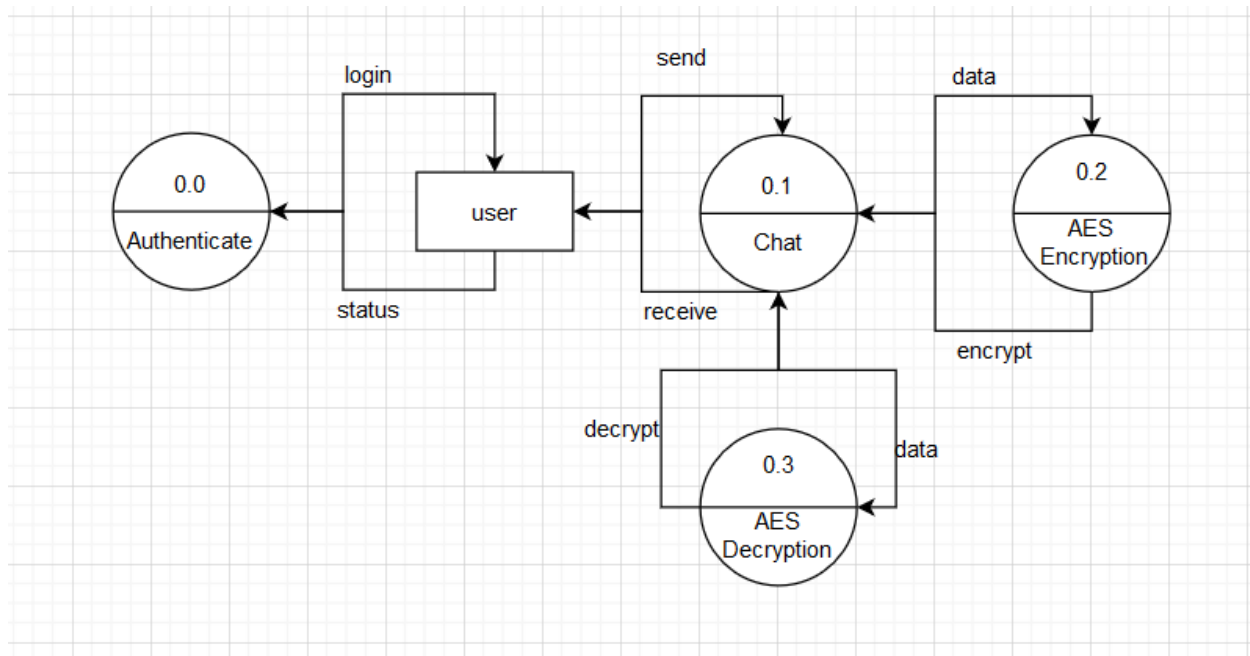 send
login
data
0.2
0.0
0.1
user
AES
Encryption
Authenticate
Chat
status
receive
encrypt
decrypt
data
0.3
AES
Decryption